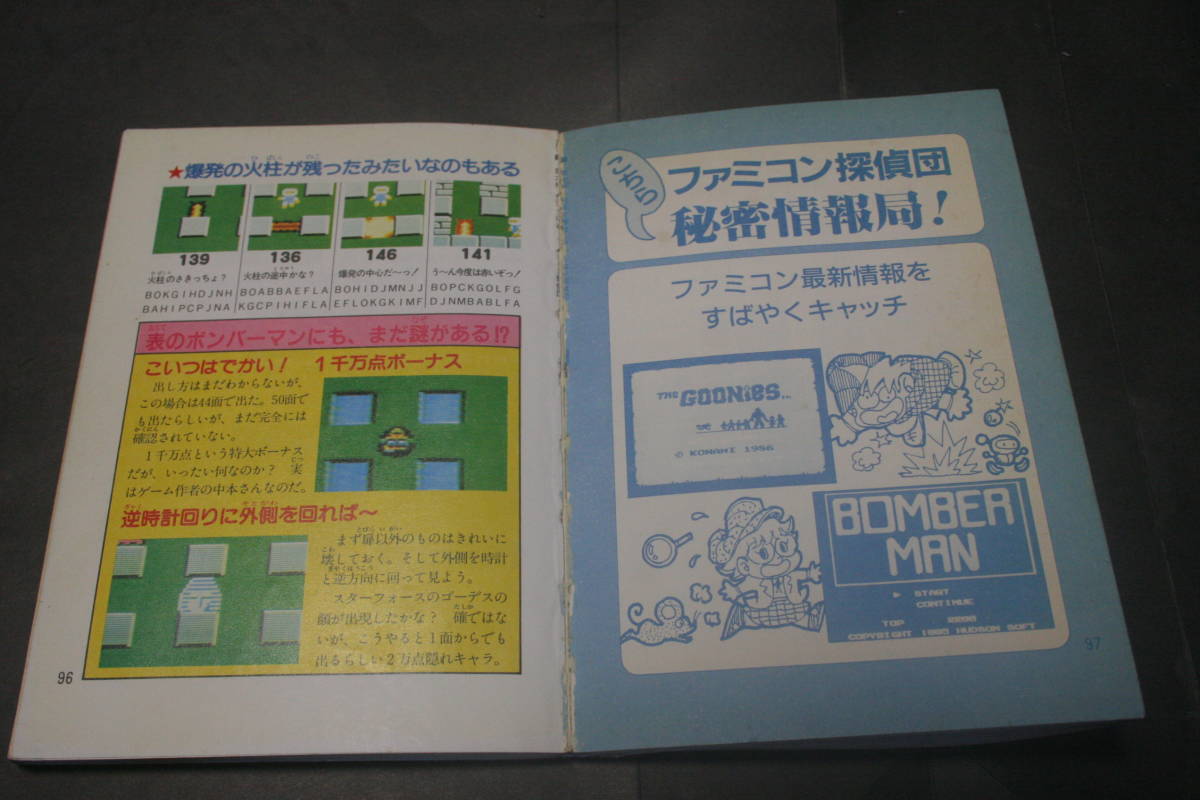 ★爆発の火柱が残ったみたいなのもある
139
火柱のさきっちょ?
BOKGIHDJNH
BAHIPCPJNA
136
火柱の途中かな?
BOABBAEFLA
KGCPIHIFLA
146
爆発の中心だ〜っ!
BOHIDJMNJJ
EFLOKGKIMF
141
う〜ん今度は赤いぞっ!
BOPCKGOLFG
DJNMBABLFA
表のボンバーマンにも、まだ謎がある!?
こいつはでかい! 1千万点ボーナス
出し方はまだわからないが、
この場合は44面で出た。50面で
も出たらしいが、まだ完全には
確認されていない。
1千万点という特大ボーナス
だが、いったい何なのか? 実
はゲーム作者の中本さんなのだ。
逆時計回りに外側を回れば〜
まず扉以外のものはきれいに
壊しておく。そして外側を時計
と逆方向に回って見よう。
スターフォースのゴーデスの
顔が出現したかな? 確ではな
いが、こうやると1面からでも
出るらしい2万点隠れキャラ。
96
こちら
ファミコン探偵団
秘密情報局!
ファミコン最新情報を
すばやくキャッチ
THE GOONIES
© KONAMI 1986
BOMBER
MAN
START
CONTINUE
TOP
COPYRIGHT 1985 HUDSON SOFT
97